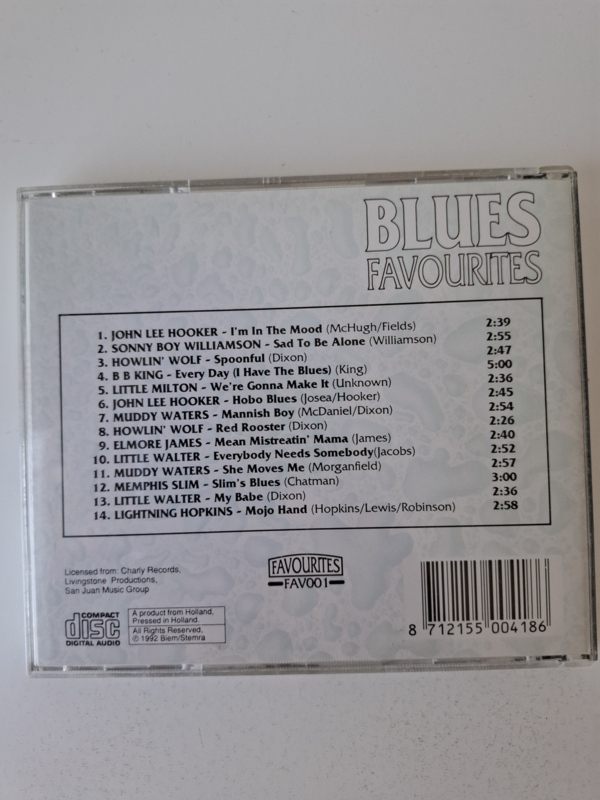 BLUES
FAVOURITES
1. JOHN LEE HOOKER - I'm In The Mood (McHugh/Fields) 2:39
2. SONNY BOY WILLIAMSON - Sad To Be Alone (Williamson) 2:55
3. HOWLIN' WOLF - Spoonful (Dixon) 2:47
4. B B KING - Every Day (I Have The Blues) (King) 5:00
5. LITTLE MILTON - We're Gonna Make It (Unknown) 2:36
6. JOHN LEE HOOKER - Hobo Blues (Josea/Hooker) 2:45
7. MUDDY WATERS - Mannish Boy (McDaniel/Dixon) 2:54
8. HOWLIN' WOLF - Red Rooster (Dixon) 2:26
9. ELMORE JAMES - Mean Mistreatin' Mama (James) 2:40
10. LITTLE WALTER - Everybody Needs Somebody(Jacobs) 2:52
11. MUDDY WATERS - She Moves Me (Morganfield) 2:57
12. MEMPHIS SLIM - Slim's Blues (Chatman) 3:00
13. LITTLE WALTER - My Babe (Dixon) 2:36
14. LIGHTNING HOPKINS - Mojo Hand (Hopkins/Lewis/Robinson) 2:58
Licensed from: Charly Records,
Livingstone Productions,
San Juan Music Group
FAVOURITES
FAV001
COMPACT
disc
DIGITAL AUDIO
A product from Holland,
Pressed in Holland.
All Rights Reserved,
℗ 1992 Biem/Stemra
8 712155 004186